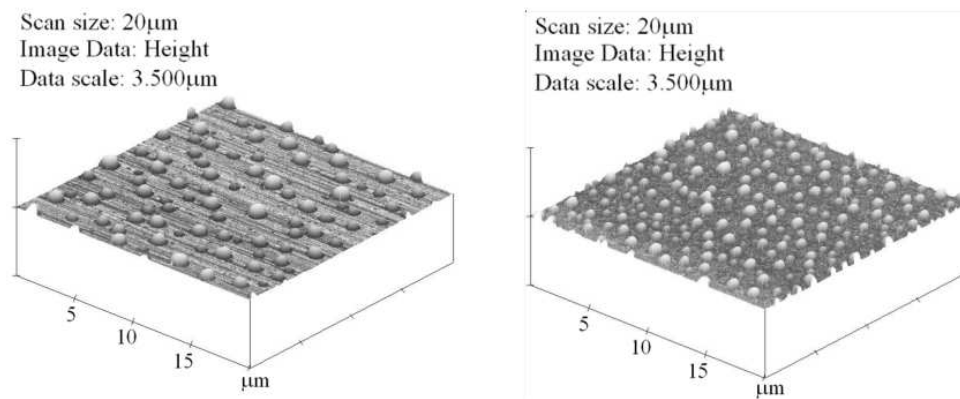 Scan size: 20μm
Image Data: Height
Data scale: 3.500μm
5
10
15
μm
Scan size: 20μm
Image Data: Height
Data scale: 3.500μm
5
10
15
μm